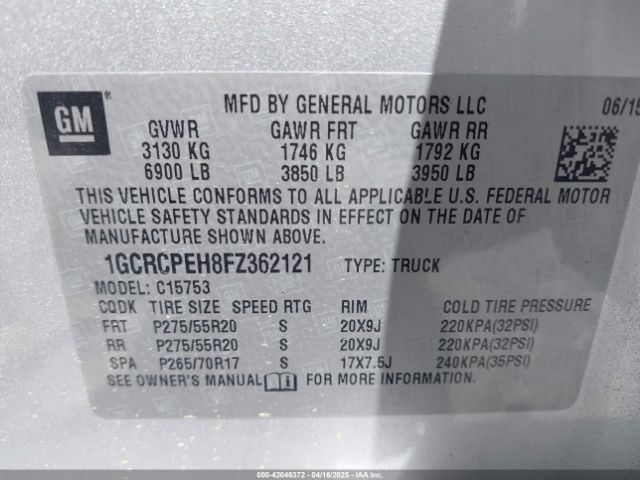 GM ®
MFD BY GENERAL MOTORS LLC 06/15
GVWR GAWR FRT GAWR RR
3130 KG 1746 KG 1792 KG
6900 LB 3850 LB 3950 LB
THIS VEHICLE CONFORMS TO ALL APPLICABLE U.S. FEDERAL MOTOR
VEHICLE SAFETY STANDARDS IN EFFECT ON THE DATE OF
MANUFACTURE SHOWN ABOVE.
1GCRCPEH8FZ362121 TYPE: TRUCK
MODEL: C15753
CODK TIRE SIZE SPEED RTG RIM COLD TIRE PRESSURE
FRT P275/55R20 S 20X9J 220KPA(32PSI)
RR P275/55R20 S 20X9J 220KPA(32PSI)
SPA P265/70R17 S 17X7.5J 240KPA(35PSI)
SEE OWNER'S MANUAL FOR MORE INFORMATION.
000-42046372 - 04/16/2025 - IAAI.COM